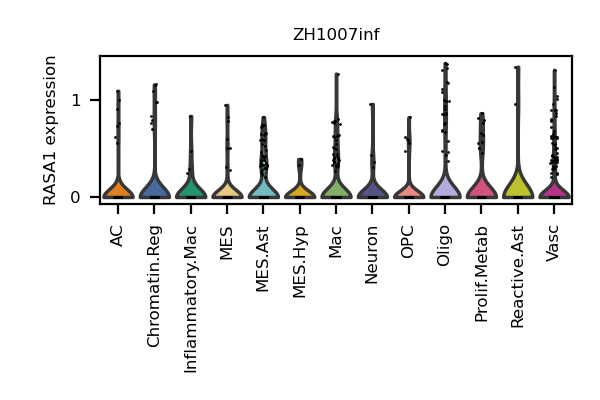 ZH1007inf
RASA1 expression
1
0
AC
Chromatin.Reg
Inflammatory.Mac
MES
MES.Ast
MES.Hyp
Mac
Neuron
OPC
Oligo
Prolif.Metab
Reactive.Ast
Vasc